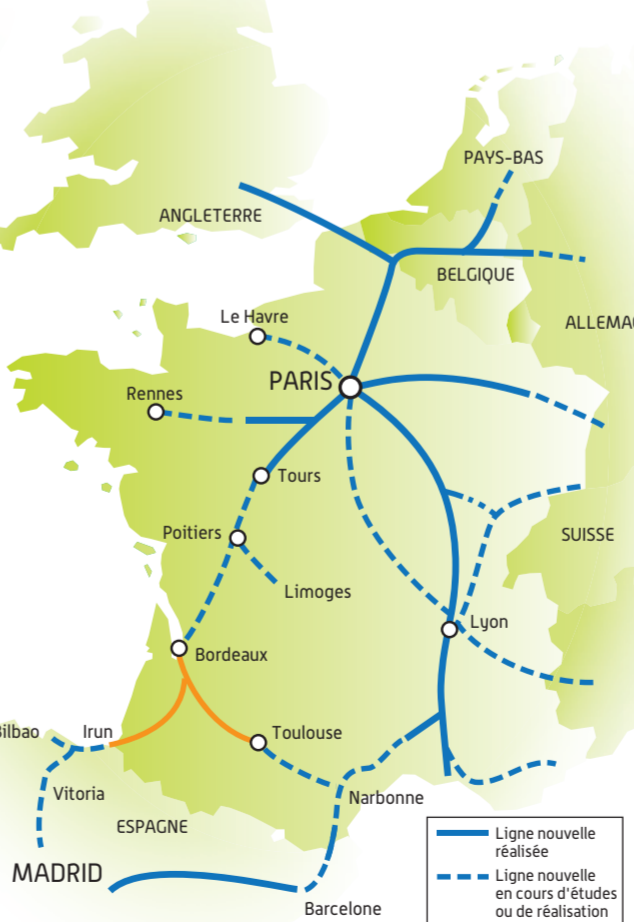 PAYS-BAS
ANGLETERRE
BELGIQUE
ALLEMA
Le Havre
PARIS
Rennes
Tours
SUISSE
Poitiers
Limoges
Lyon
Bordeaux
Bilbao
Irun
Toulouse
Vitoria
Narbonne
ESPAGNE
MADRID
Barcelone
Ligne nouvelle
réalisée
Ligne nouvelle
en cours d'études
ou de réalisation